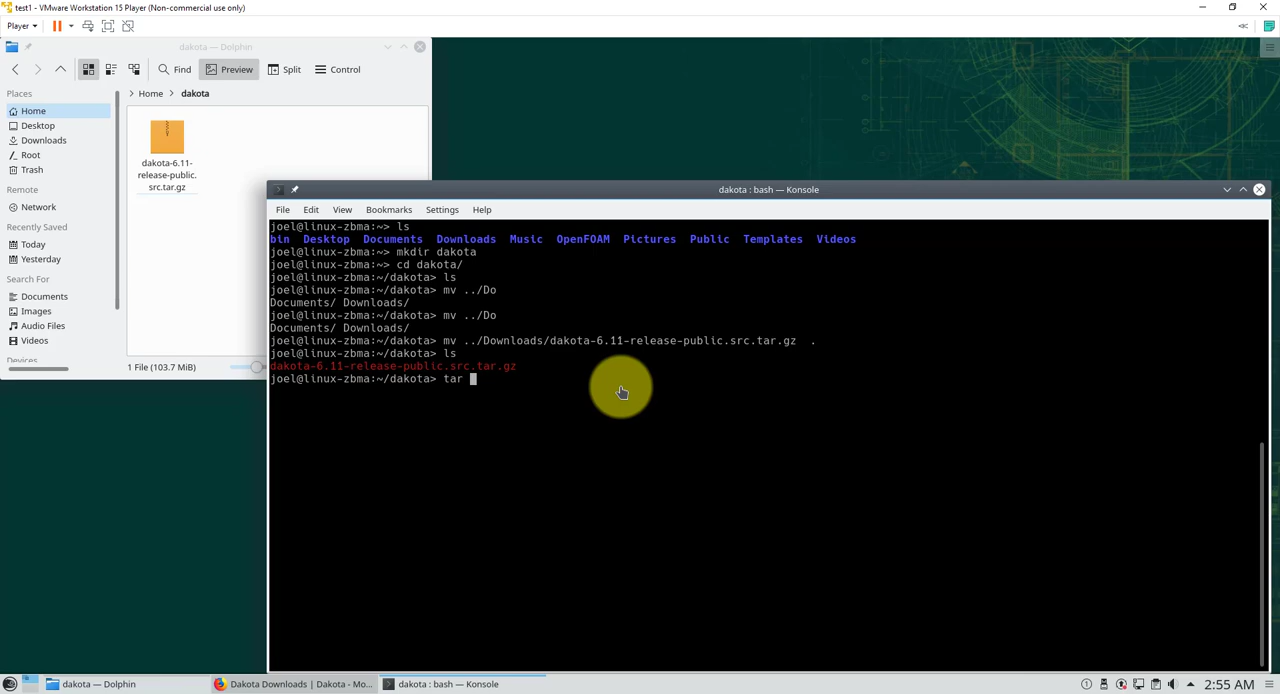 test1 - VMware Workstation 15 Player (Non-commercial use only)
Player
dakota — Dolphin
Find
Preview
Split
Control
Places
Home
Desktop
Downloads
Root
Trash
Remote
Network
Recently Saved
Today
Yesterday
Search For
Documents
Images
Audio Files
Videos
Devices
Home dakota
dakota-6.11-
release-public.
src.tar.gz
1 File (103.7 MiB)
dakota : bash — Konsole
File Edit View Bookmarks Settings Help
joel@linux-zbma:~> ls
bin Desktop Documents Downloads Music OpenFOAM Pictures Public Templates Videos
joel@linux-zbma:~> mkdir dakota
joel@linux-zbma:~> cd dakota/
joel@linux-zbma:~/dakota> ls
joel@linux-zbma:~/dakota> mv ../Do
Documents/ Downloads/
joel@linux-zbma:~/dakota> mv ../Do
Documents/ Downloads/
joel@linux-zbma:~/dakota> mv ../Downloads/dakota-6.11-release-public.src.tar.gz .
joel@linux-zbma:~/dakota> ls
dakota-6.11-release-public.src.tar.gz
joel@linux-zbma:~/dakota> tar
dakota — Dolphin
Dakota Downloads | Dakota - Mo...
dakota : bash — Konsole
2:55 AM